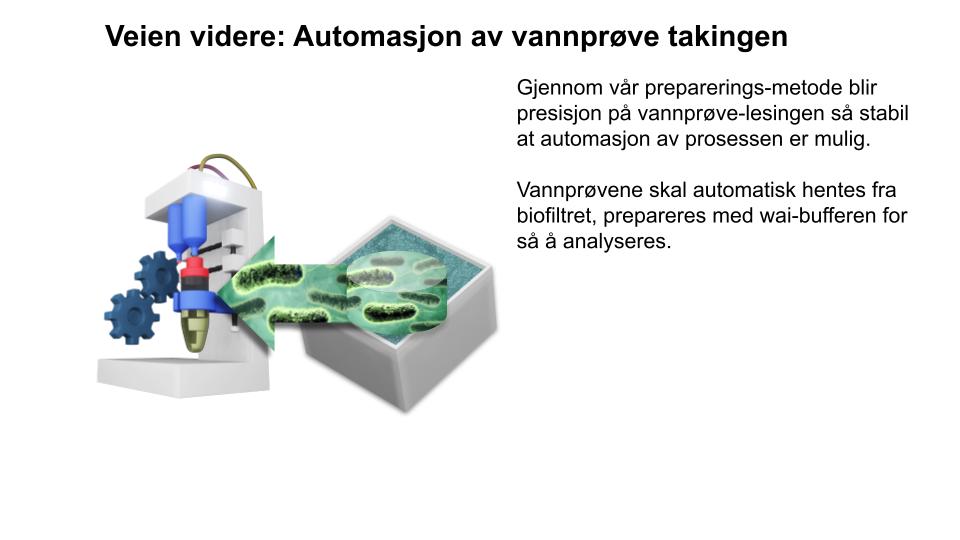 Veien videre: Automasjon av vannprøve takingen
Gjennom vår preparerings-metode blir
presisjon på vannprøve-lesingen så stabil
at automasjon av prosessen er mulig.
Vannprøvene skal automatisk hentes fra
biofiltret, prepareres med wai-bufferen for
så å analyseres.